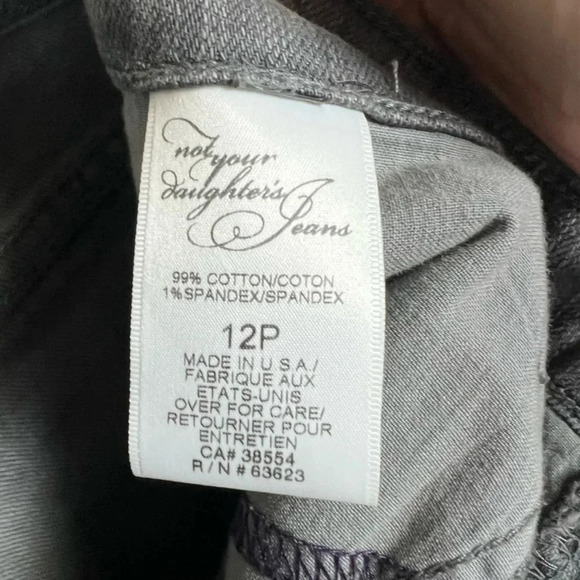 not your
daughter's Jeans
99% COTTON/COTON
1% SPANDEX/SPANDEX
12P
MADE IN U.S.A./
FABRIQUE AUX
ETATS-UNIS
OVER FOR CARE/
RETOURNER POUR
ENTRETIEN
CA# 38554
R/N # 63623